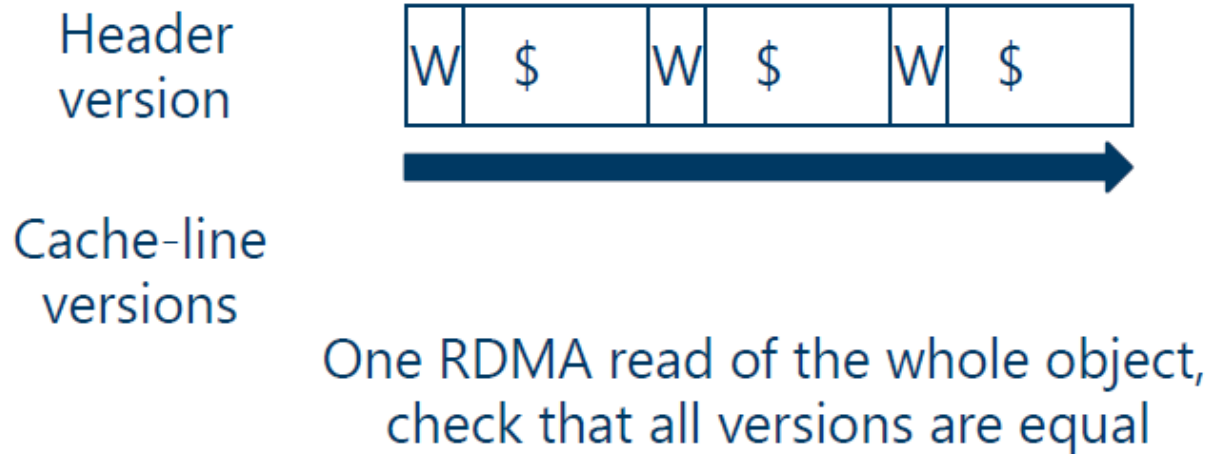 Header
version
W $ W $ W $
Cache-line
versions
One RDMA read of the whole object,
check that all versions are equal